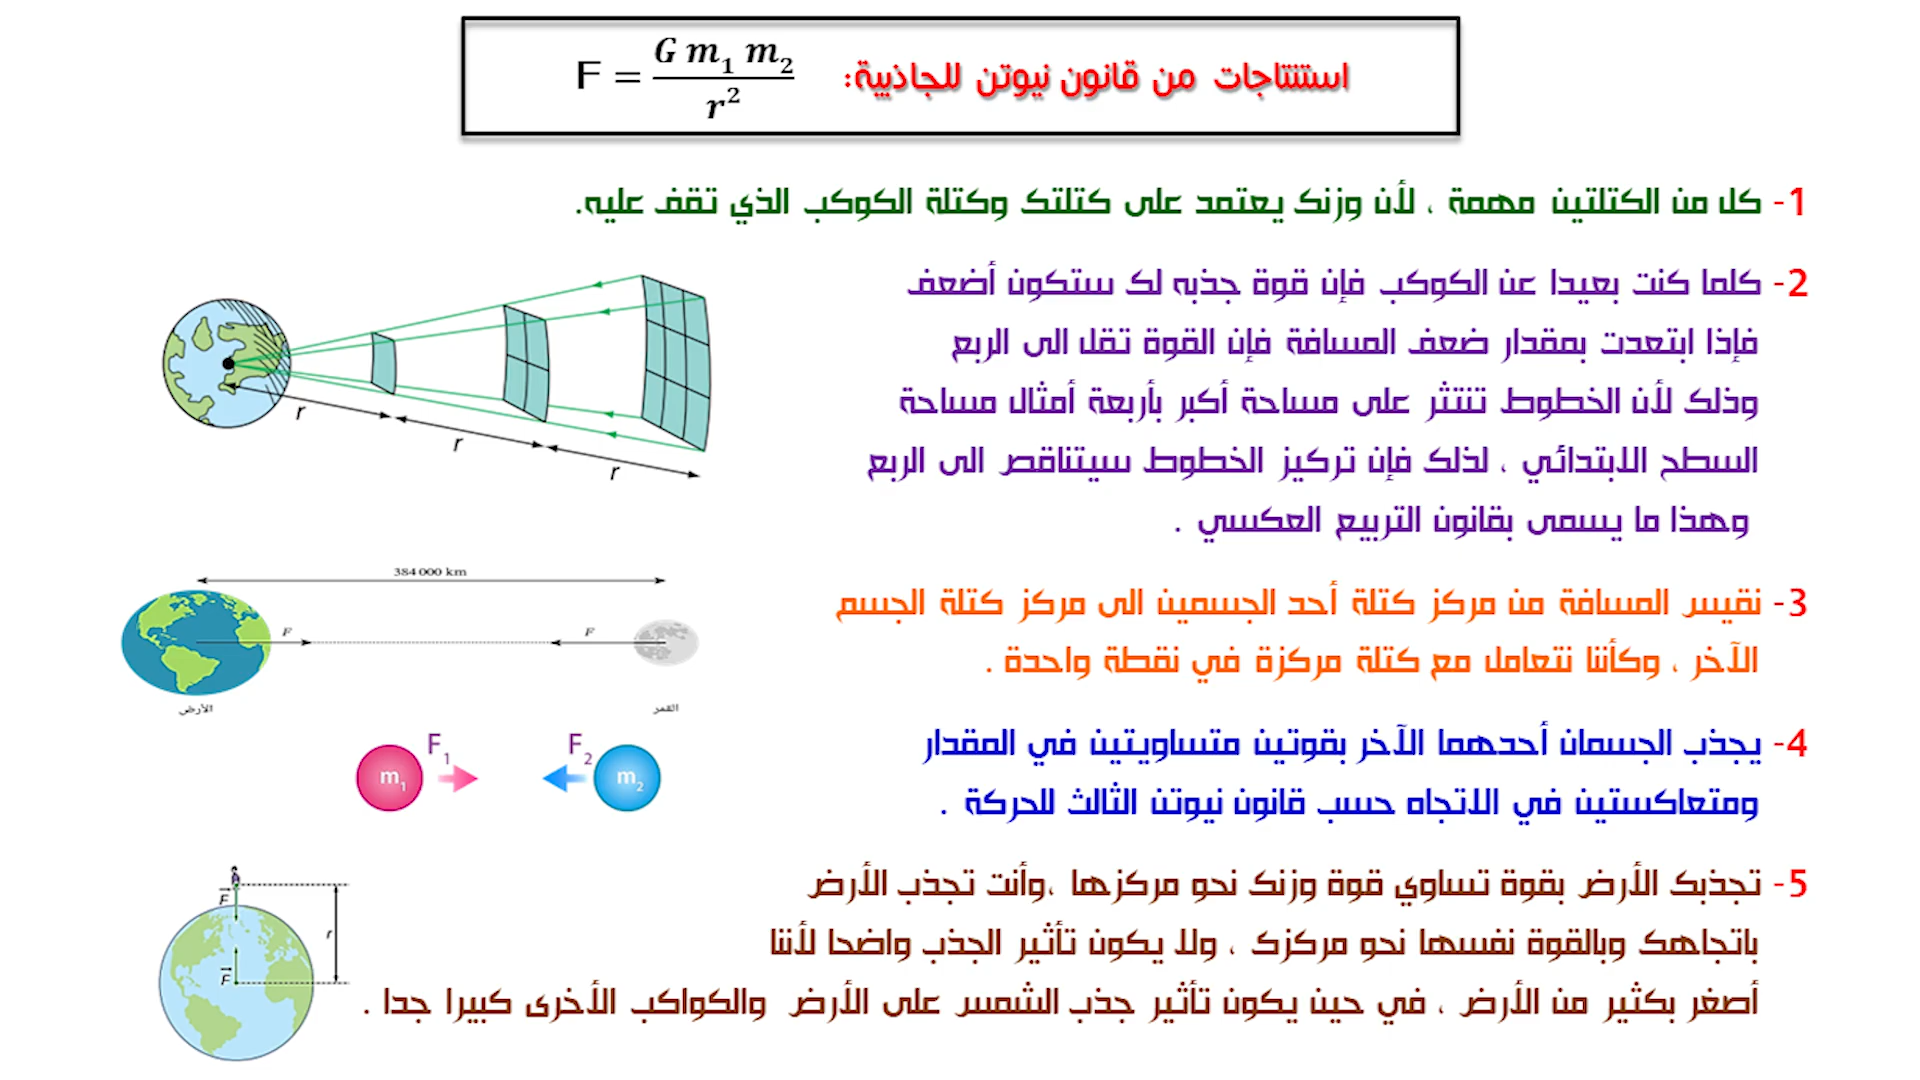 استنتاجات من قانون نيوتن للجاذبية: F = G m₁ m₂ / r²
1- كل من الكتلتين مهمة ، لأن وزنك يعتمد على كتلتك وكتلة الكوكب الذي تقف عليه.
2- كلما كنت بعيدا عن الكوكب فإن قوة جذبه لك ستكون أضعف
فإذا ابتعدت بمقدار ضعف المسافة فإن القوة تقل الى الربع
وذلك لأن الخطوط تنتثر على مساحة أكبر بأربعة أمثال مساحة
السطح الابتدائي ، لذلك فإن تركيز الخطوط سيتناقص الى الربع
وهذا ما يسمى بقانون التربيع العكسي .
r
r
r
3- نقيس المسافة من مركز كتلة أحد الجسمين الى مركز كتلة الجسم
الآخر ، وكأننا نتعامل مع كتلة مركزة في نقطة واحدة .
384 000 km
F
F
الأرض
القمر
4- يجذب الجسمان أحدهما الآخر بقوتين متساويتين في المقدار
ومتعاكستين في الاتجاه حسب قانون نيوتن الثالث للحركة .
F₁
F₂
m₁
m₂
5- تجذبك الأرض بقوة تساوي قوة وزنك نحو مركزها ،وأنت تجذب الأرض
باتجاهك وبالقوة نفسها نحو مركزك ، ولا يكون تأثير الجذب واضحا لأننا
أصغر بكثير من الأرض ، في حين يكون تأثير جذب الشمس على الأرض والكواكب الأخرى كبيرا جدا .
F
r
F